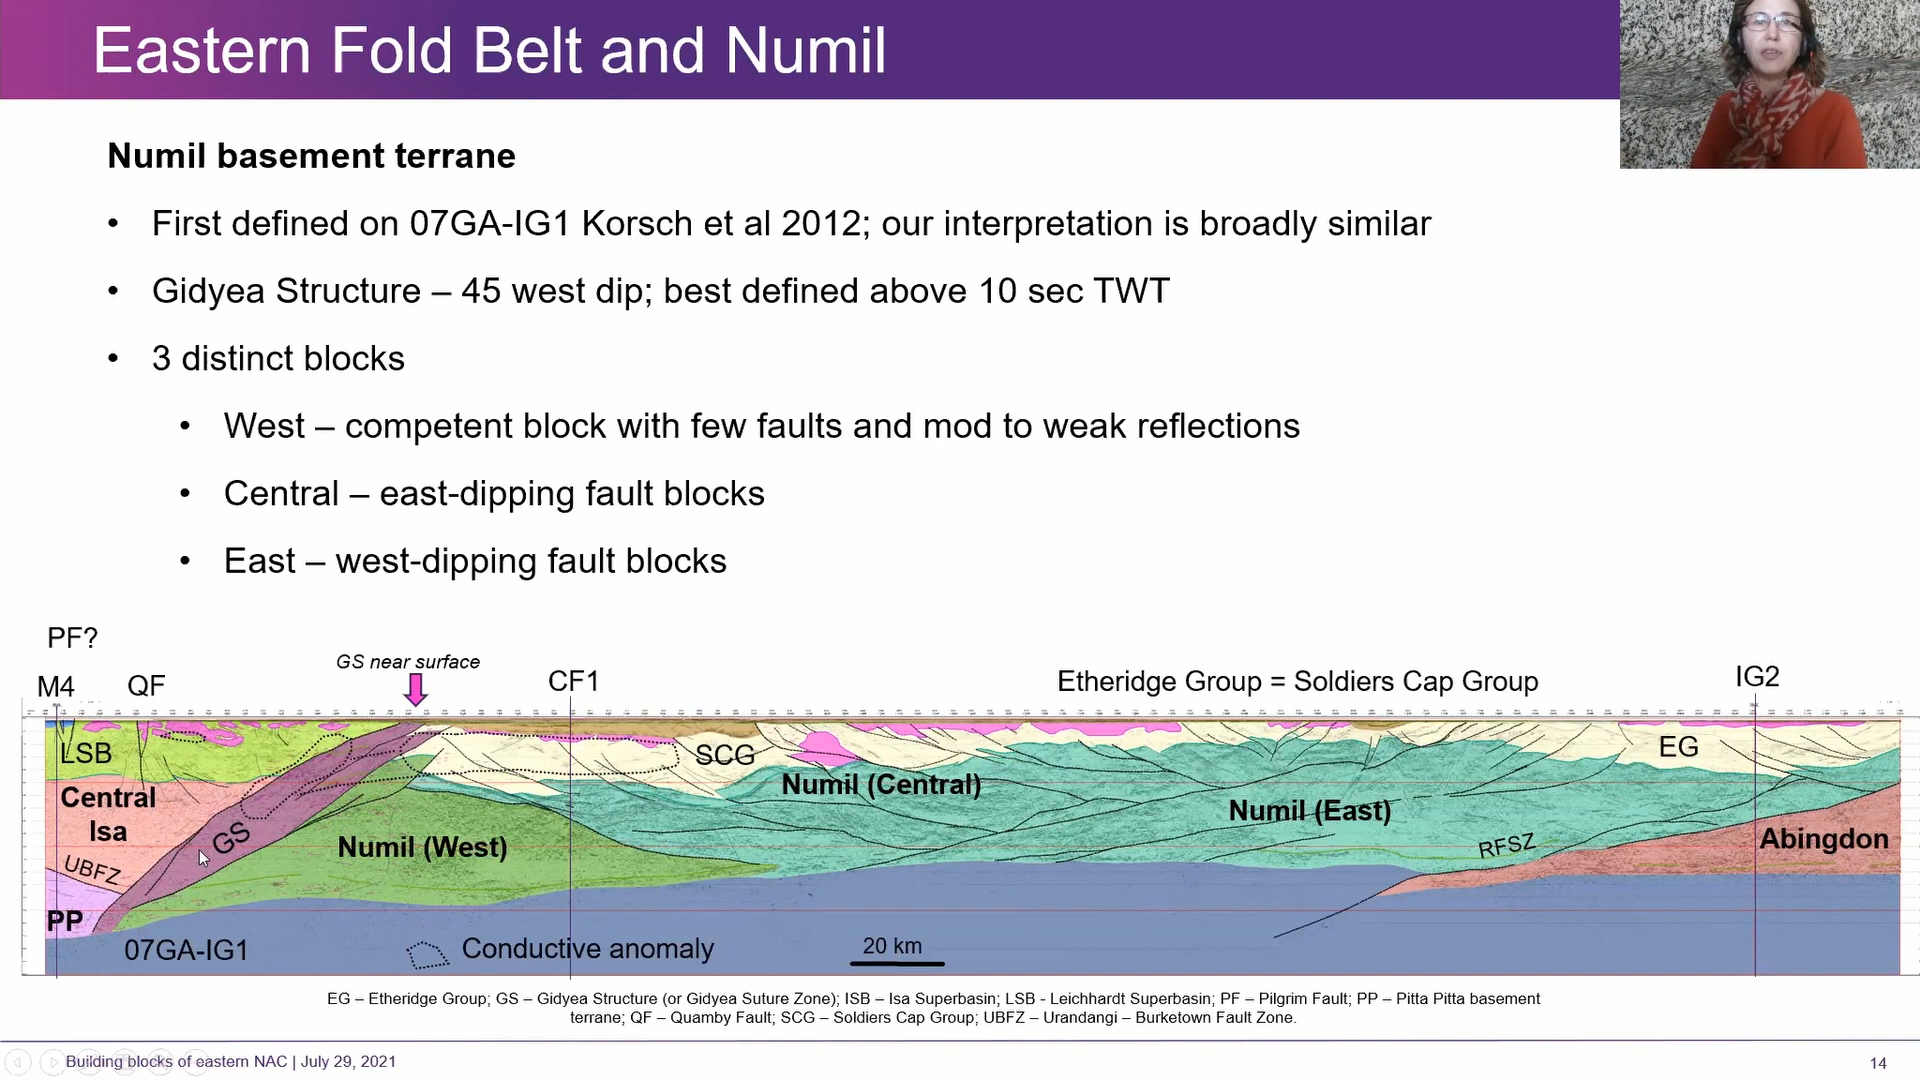 Eastern Fold Belt and Numil
Numil basement terrane
• First defined on 07GA-IG1 Korsch et al 2012; our interpretation is broadly similar
• Gidyea Structure – 45 west dip; best defined above 10 sec TWT
• 3 distinct blocks
• West – competent block with few faults and mod to weak reflections
• Central – east-dipping fault blocks
• East – west-dipping fault blocks
PF?
GS near surface
M4 QF CF1 Etheridge Group = Soldiers Cap Group IG2
LSB SCG EG
Central
Isa
Numil (Central)
Numil (East)
GS
Numil (West)
RFSZ
Abingdon
UBFZ
PP
07GA-IG1
Conductive anomaly
20 km
EG – Etheridge Group; GS – Gidyea Structure (or Gidyea Suture Zone); ISB – Isa Superbasin; LSB - Leichhardt Superbasin; PF – Pilgrim Fault; PP – Pitta Pitta basement
terrane; QF – Quamby Fault; SCG – Soldiers Cap Group; UBFZ – Urandangi – Burketown Fault Zone.
Building blocks of eastern NAC | July 29, 2021
14